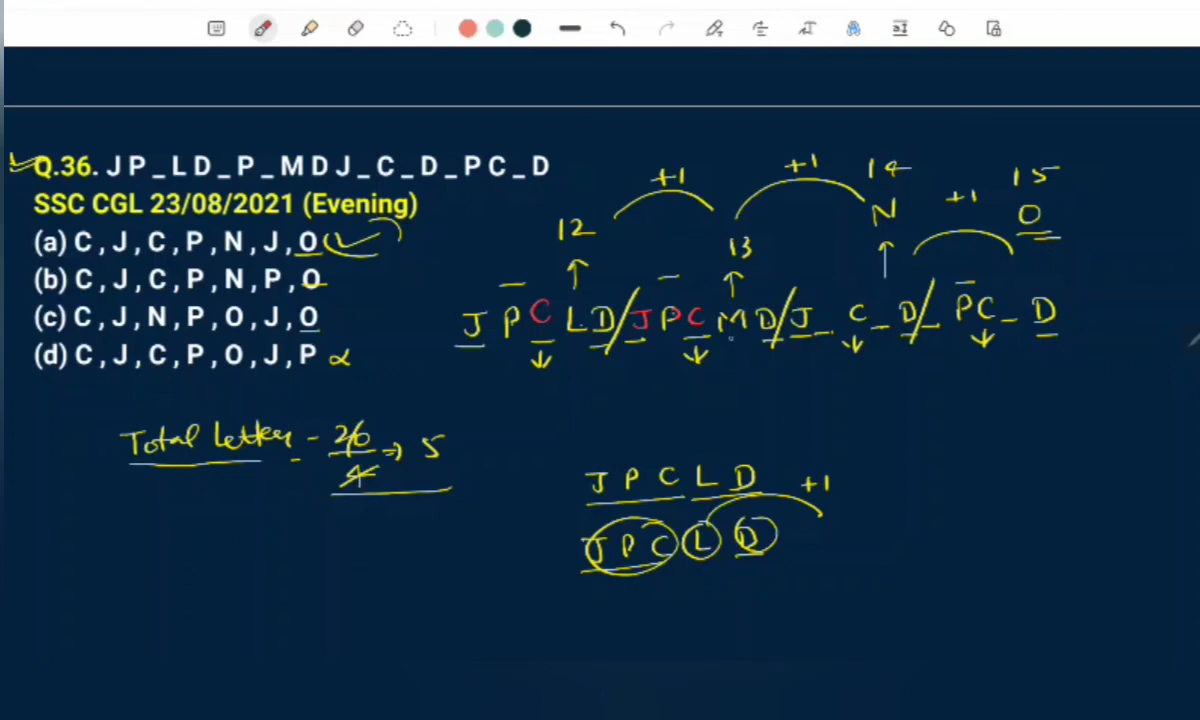 Q.36. J P _ L D _ P _ M D J _ C _ D _ P C _ D
SSC CGL 23/08/2021 (Evening)
(a) C , J , C , P , N , J , O
(b) C , J , C , P , N , P , O
(c) C , J , N , P , O , J , O
(d) C , J , C , P , O , J , P
+1 +1 14 15
12 13 N +1 O
J P C L D / J P C M D / J _ C _ D / _ P C _ D
Total letter - 20/4 => 5
J P C L D +1
J P C L D